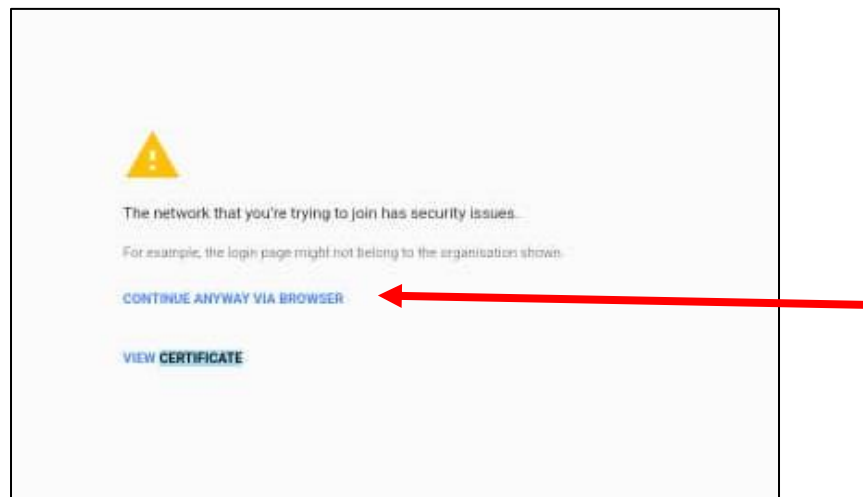 The network that you're trying to join has security issues.
For example, the login page might not belong to the organisation shown.
CONTINUE ANYWAY VIA BROWSER
VIEW CERTIFICATE